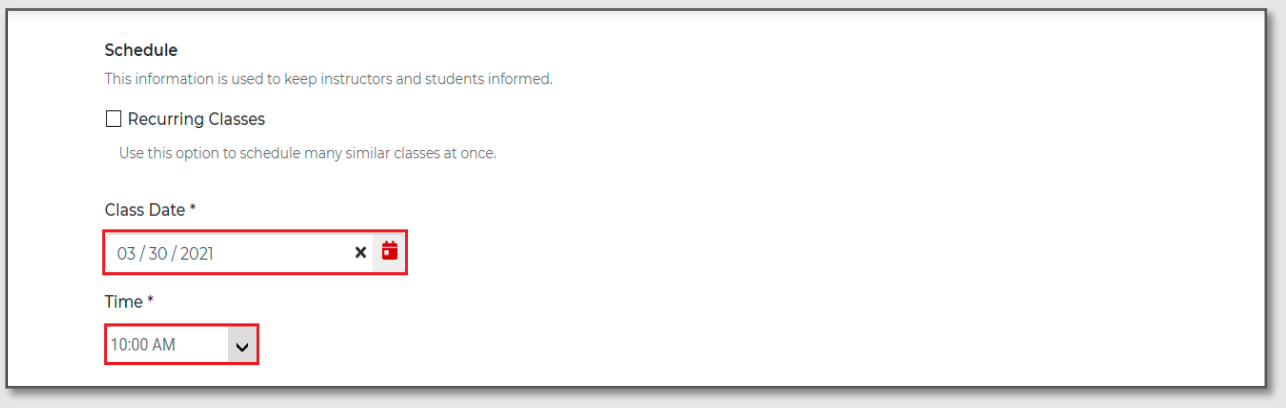 Schedule
This information is used to keep instructors and students informed.
Recurring Classes
Use this option to schedule many similar classes at once.
Class Date *
03 / 30 / 2021
Time *
10:00 AM